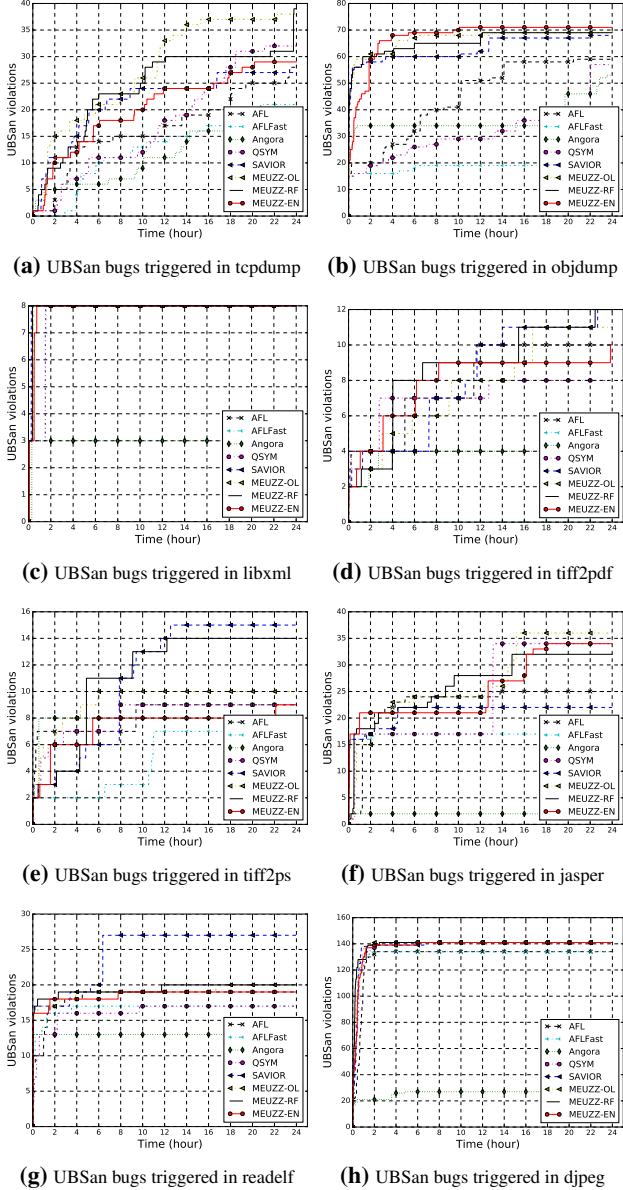 UBSan violations
40
35
30
25
20
15
10
5
0
0 2 4 6 8 10 12 14 16 18 20 22 24
Time (hour)
AFL
AFLFast
Angora
QSYM
SAVIOR
MEUZZ-OL
MEUZZ-RF
MEUZZ-EN
(a) UBSan bugs triggered in tcpdump
UBSan violations
80
70
60
50
40
30
20
10
0
0 2 4 6 8 10 12 14 16 18 20 22 24
Time (hour)
AFL
AFLFast
Angora
QSYM
SAVIOR
MEUZZ-OL
MEUZZ-RF
MEUZZ-EN
(b) UBSan bugs triggered in objdump
UBSan violations
8
7
6
5
4
3
2
1
0
0 2 4 6 8 10 12 14 16 18 20 22 24
Time (hour)
AFL
AFLFast
Angora
QSYM
SAVIOR
MEUZZ-OL
MEUZZ-RF
MEUZZ-EN
(c) UBSan bugs triggered in libxml
UBSan violations
12
10
8
6
4
2
0
0 2 4 6 8 10 12 14 16 18 20 22 24
Time (hour)
AFL
AFLFast
Angora
QSYM
SAVIOR
MEUZZ-OL
MEUZZ-RF
MEUZZ-EN
(d) UBSan bugs triggered in tiff2pdf
UBSan violations
16
14
12
10
8
6
4
2
0
0 2 4 6 8 10 12 14 16 18 20 22 24
Time (hour)
AFL
AFLFast
Angora
QSYM
SAVIOR
MEUZZ-OL
MEUZZ-RF
MEUZZ-EN
(e) UBSan bugs triggered in tiff2ps
UBSan violations
40
35
30
25
20
15
10
5
0
0 2 4 6 8 10 12 14 16 18 20 22 24
Time (hour)
AFL
AFLFast
Angora
QSYM
SAVIOR
MEUZZ-OL
MEUZZ-RF
MEUZZ-EN
(f) UBSan bugs triggered in jasper
UBSan violations
30
25
20
15
10
5
0
0 2 4 6 8 10 12 14 16 18 20 22 24
Time (hour)
AFL
AFLFast
Angora
QSYM
SAVIOR
MEUZZ-OL
MEUZZ-RF
MEUZZ-EN
(g) UBSan bugs triggered in readelf
UBSan violations
160
140
120
100
80
60
40
20
0
0 2 4 6 8 10 12 14 16 18 20 22 24
Time (hour)
AFL
AFLFast
Angora
QSYM
SAVIOR
MEUZZ-OL
MEUZZ-RF
MEUZZ-EN
(h) UBSan bugs triggered in djpeg